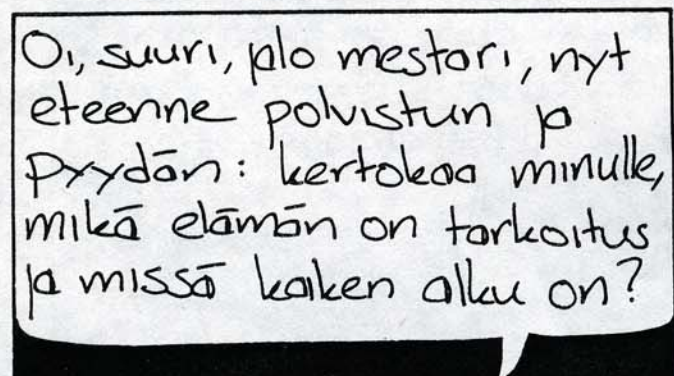 Oi, suuri, jalo mestari, nyt
eteenne polvistun ja
pyydän: kertokaa minulle,
mikä elämän on tarkoitus
ja missä kaiken alku on?